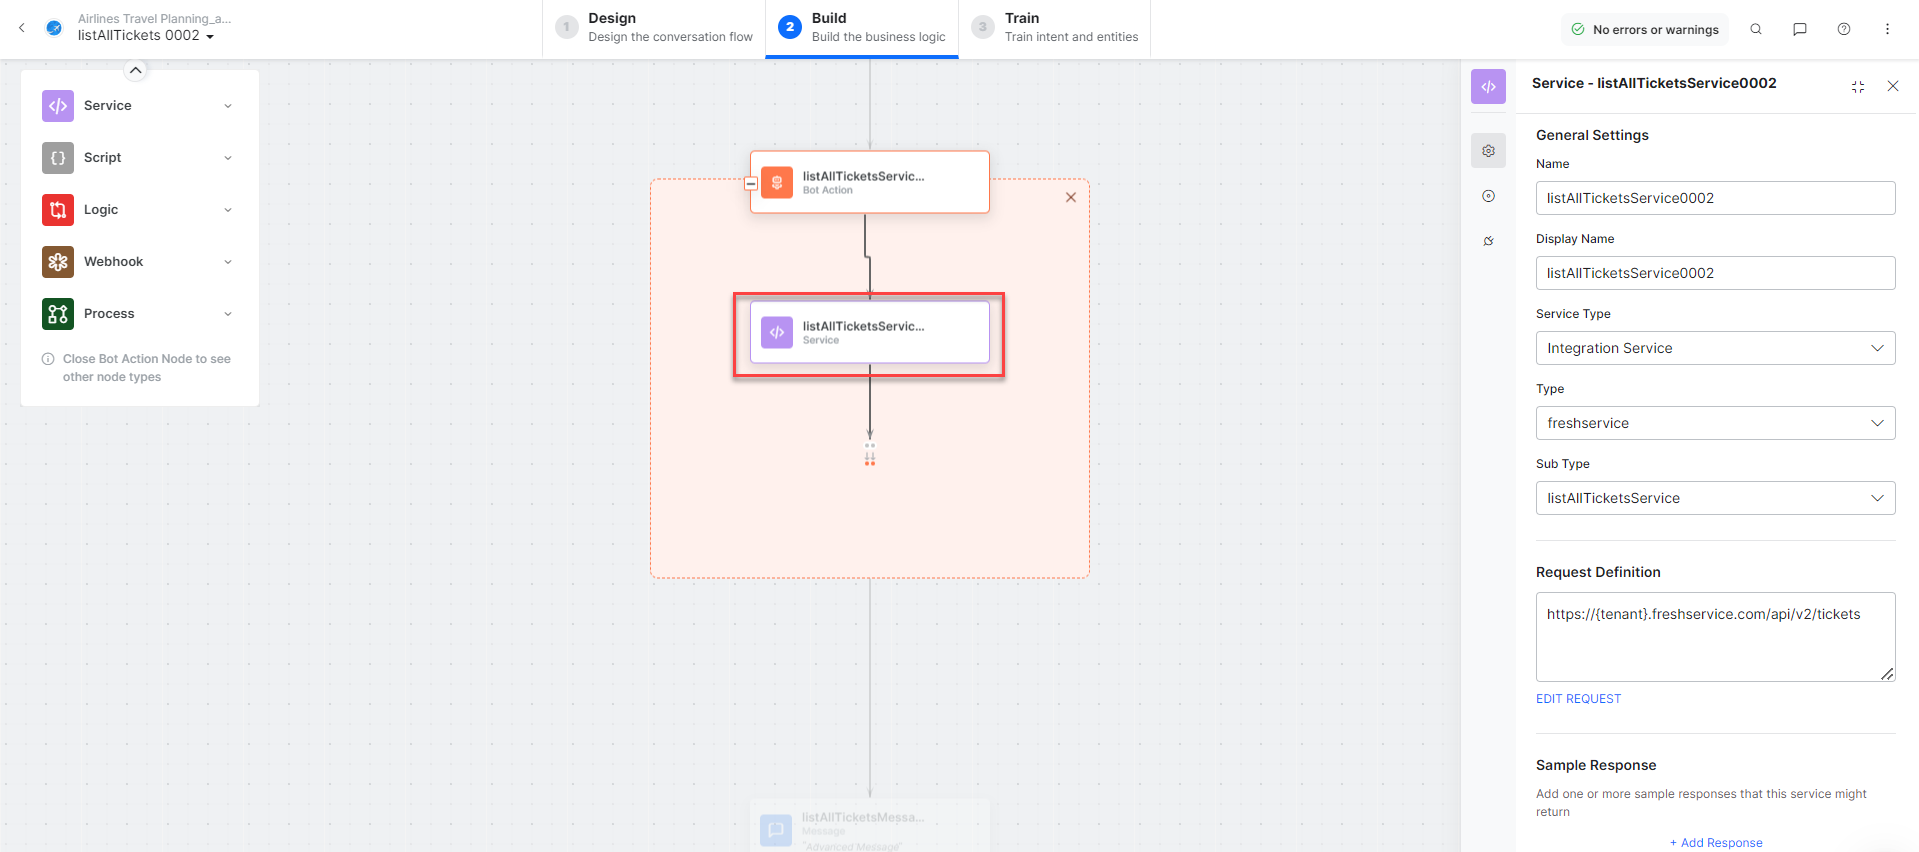 Airlines Travel Planning_a...
listAllTickets 0002
1
Design
Design the conversation flow
2
Build
Build the business logic
3
Train
Train intent and entities
No errors or warnings
Service
Script
Logic
Webhook
Process
Close Bot Action Node to see
other node types
listAllTicketsServic...
Bot Action
listAllTicketsServic...
Service
listAllTicketsMessa...
Message
"Advanced Message"
Service - listAllTicketsService0002
General Settings
Name
listAllTicketsService0002
Display Name
listAllTicketsService0002
Service Type
Integration Service
Type
freshservice
Sub Type
listAllTicketsService
Request Definition
https://{tenant}.freshservice.com/api/v2/tickets
EDIT REQUEST
Sample Response
Add one or more sample responses that this service might
return
+ Add Response